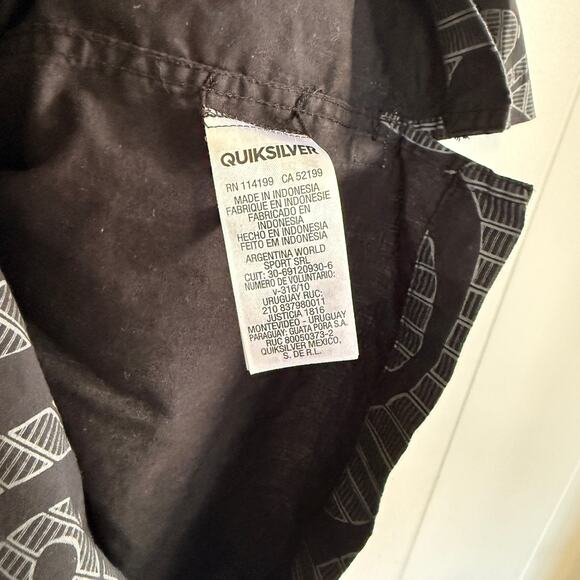 QUIKSILVER
RN 114199 CA 52199
MADE IN INDONESIA
FABRIQUE EN INDONESIE
FABRICADO EN
INDONESIA
HECHO EN INDONESIA
FEITO EM INDONÉSIA
ARGENTINA WORLD
SPORT SRL
CUIT: 30-69120930-6
NUMERO DE VOLUNTARIO:
v-316/10
URUGUAY RUC:
210 837980011
JUSTICIA 1816
MONTEVIDEO - URUGUAY
PARAGUAY: GUATA PORA S.A.
RUC 80050373-2
QUIKSILVER MEXICO,
S. DE R.L.